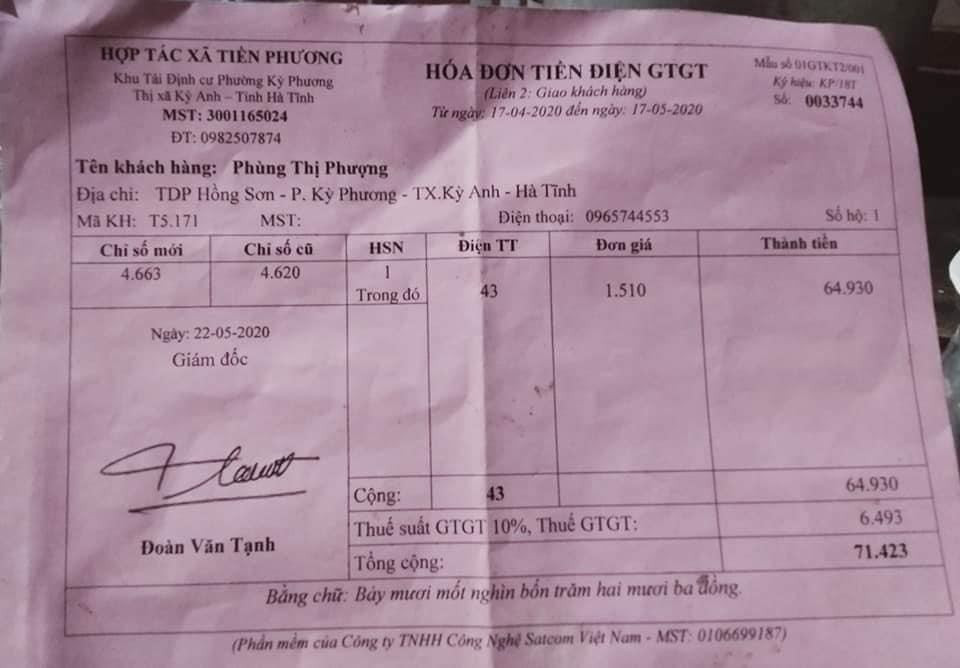 HỢP TÁC XÃ TIẾN PHƯƠNG
Khu Tái Định cư Phường Kỳ Phương
Thị xã Kỳ Anh – Tỉnh Hà Tĩnh
MST: 3001165024
ĐT: 0982507874
HÓA ĐƠN TIỀN ĐIỆN GTGT
(Liên 2: Giao khách hàng)
Từ ngày: 17-04-2020 đến ngày: 17-05-2020
Mẫu số 01GTKT2/001
Ký hiệu: KP/18T
Số: 0033744
Tên khách hàng: Phùng Thị Phượng
Địa chỉ: TDP Hồng Sơn - P. Kỳ Phương - TX.Kỳ Anh - Hà Tĩnh
Mã KH: T5.171 MST: Điện thoại: 0965744553 Số hộ: 1
Chỉ số mới Chỉ số cũ HSN Điện TT Đơn giá Thành tiền
4.663 4.620 1
Trong đó 43 1.510 64.930
Ngày: 22-05-2020
Giám đốc
Đoàn Văn Tạnh
Cộng: 43 64.930
Thuế suất GTGT 10%, Thuế GTGT: 6.493
Tổng cộng: 71.423
Bằng chữ: Bảy mươi mốt nghìn bốn trăm hai mươi ba đồng.
(Phần mềm của Công ty TNHH Công Nghệ Satcom Việt Nam - MST: 0106699187)